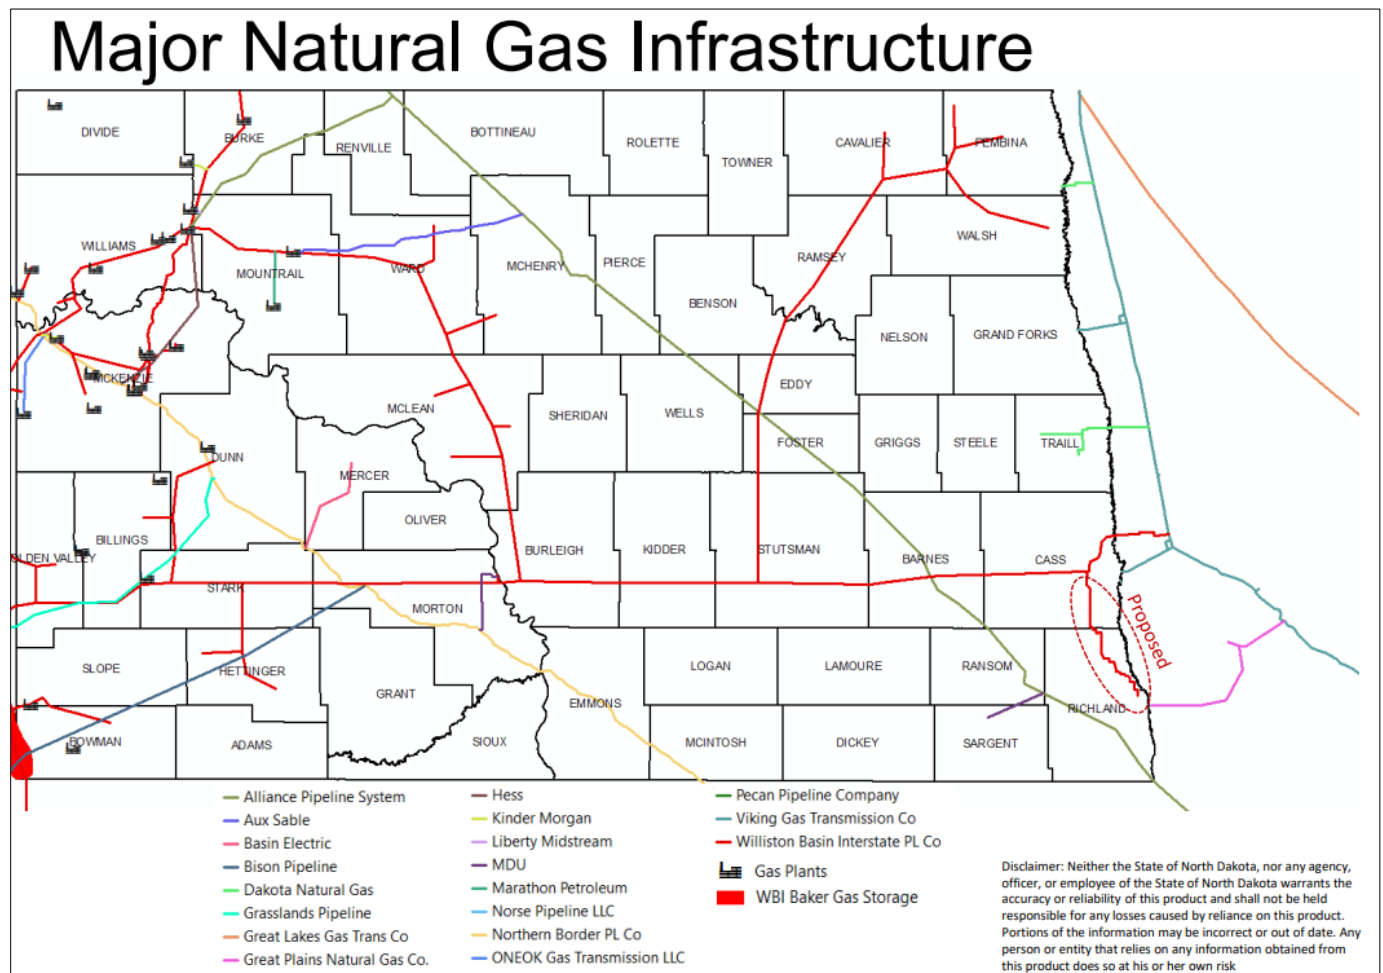 Major Natural Gas Infrastructure
DIVIDE
BURKE
RENVILLE
BOTTINEAU
ROLETTE
TOWNER
CAVALIER
PEMBINA
WILLIAMS
MOUNTRAIL
WARD
MCHENRY
PIERCE
BENSON
RAMSEY
WALSH
NELSON
GRAND FORKS
MCKENZIE
MCLEAN
SHERIDAN
WELLS
EDDY
FOSTER
GRIGGS
STEELE
TRAILL
DUNN
MERCER
OLIVER
BILLINGS
OLDEN VALLEY
STARK
BURLEIGH
KIDDER
STUTSMAN
BARNES
CASS
MORTON
Proposed
SLOPE
HETTINGER
GRANT
LOGAN
LAMOURE
RANSOM
EMMONS
RICHLAND
BOWMAN
ADAMS
SIOUX
MCINTOSH
DICKEY
SARGENT
Alliance Pipeline System
Aux Sable
Basin Electric
Bison Pipeline
Dakota Natural Gas
Grasslands Pipeline
Great Lakes Gas Trans Co
Great Plains Natural Gas Co.
Hess
Kinder Morgan
Liberty Midstream
MDU
Marathon Petroleum
Norse Pipeline LLC
Northern Border PL Co
ONEOK Gas Transmission LLC
Pecan Pipeline Company
Viking Gas Transmission Co
Williston Basin Interstate PL Co
Gas Plants
WBI Baker Gas Storage
Disclaimer: Neither the State of North Dakota, nor any agency,
officer, or employee of the State of North Dakota warrants the
accuracy or reliability of this product and shall not be held
responsible for any losses caused by reliance on this product.
Portions of the information may be incorrect or out of date. Any
person or entity that relies on any information obtained from
this product does so at his or her own risk